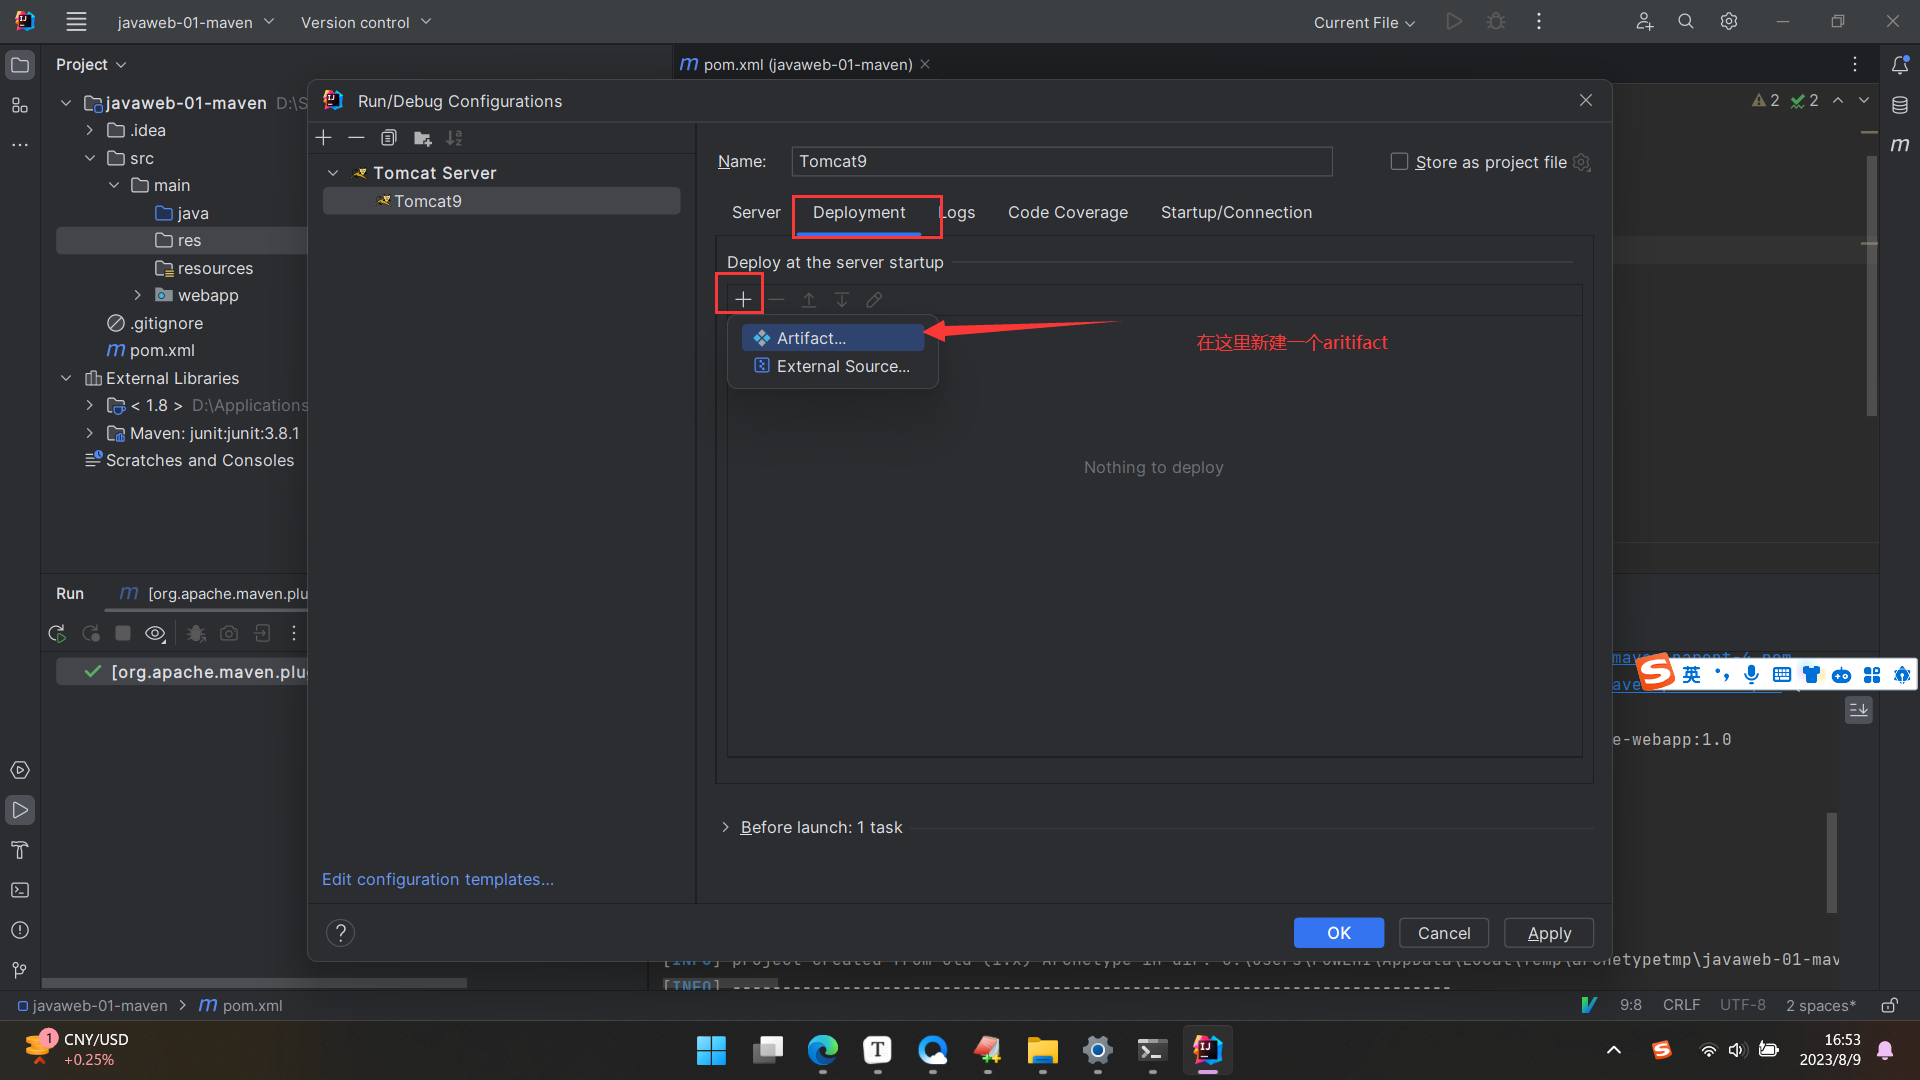 javaweb-01-maven
Version control
Current File
Project
m pom.xml (javaweb-01-maven)
javaweb-01-maven D:\S
.idea
src
main
java
res
resources
webapp
.gitignore
m pom.xml
External Libraries
< 1.8 > D:\Applications
Maven: junit:junit:3.8.1
Scratches and Consoles
2 2
m
Run/Debug Configurations
Tomcat Server
Tomcat9
Name: Tomcat9
Store as project file
Server Deployment Logs Code Coverage Startup/Connection
Deploy at the server startup
Artifact...
External Source...
在这里新建一个aritifact
Nothing to deploy
Before launch: 1 task
Edit configuration templates...
?
OK Cancel Apply
Run m [org.apache.maven.plu
[org.apache.maven.plu
英
e-webapp:1.0
[INFO] project created from Old (1.x) Archetype in dir: C:\Users\POWERI\AppData\Local\Temp\archetypetmp\javaweb-01-mav
[INFO] ------------------------------------------------------------------------
javaweb-01-maven > m pom.xml
9:8 CRLF UTF-8 2 spaces*
1
CNY/USD
+0.25%
T
16:53
2023/8/9